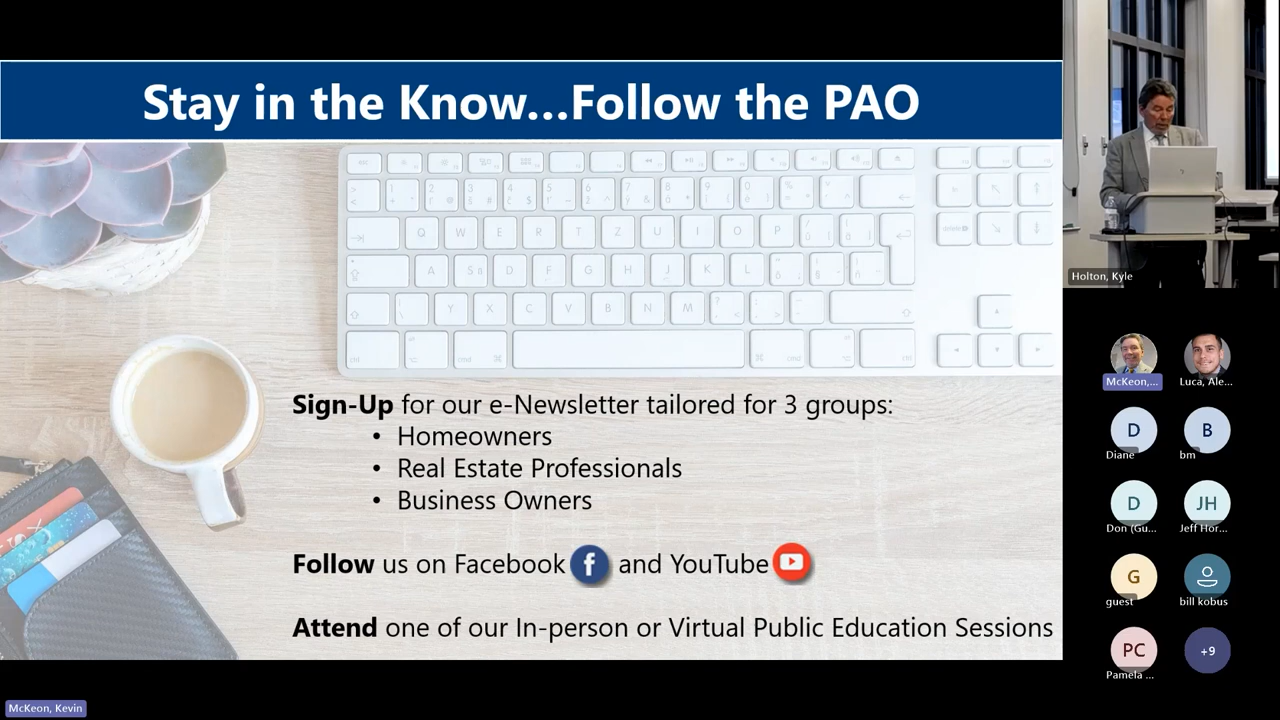 Stay in the Know...Follow the PAO
Sign-Up for our e-Newsletter tailored for 3 groups:
• Homeowners
• Real Estate Professionals
• Business Owners
Follow us on Facebook f and YouTube
Attend one of our In-person or Virtual Public Education Sessions
McKeon, Kevin
Holton, Kyle
McKeon,...
Luca, Ale...
D
Diane
B
bm
D
Don (Gu...
JH
Jeff Hor...
G
guest
bill kobus
PC
Pamela ...
+9